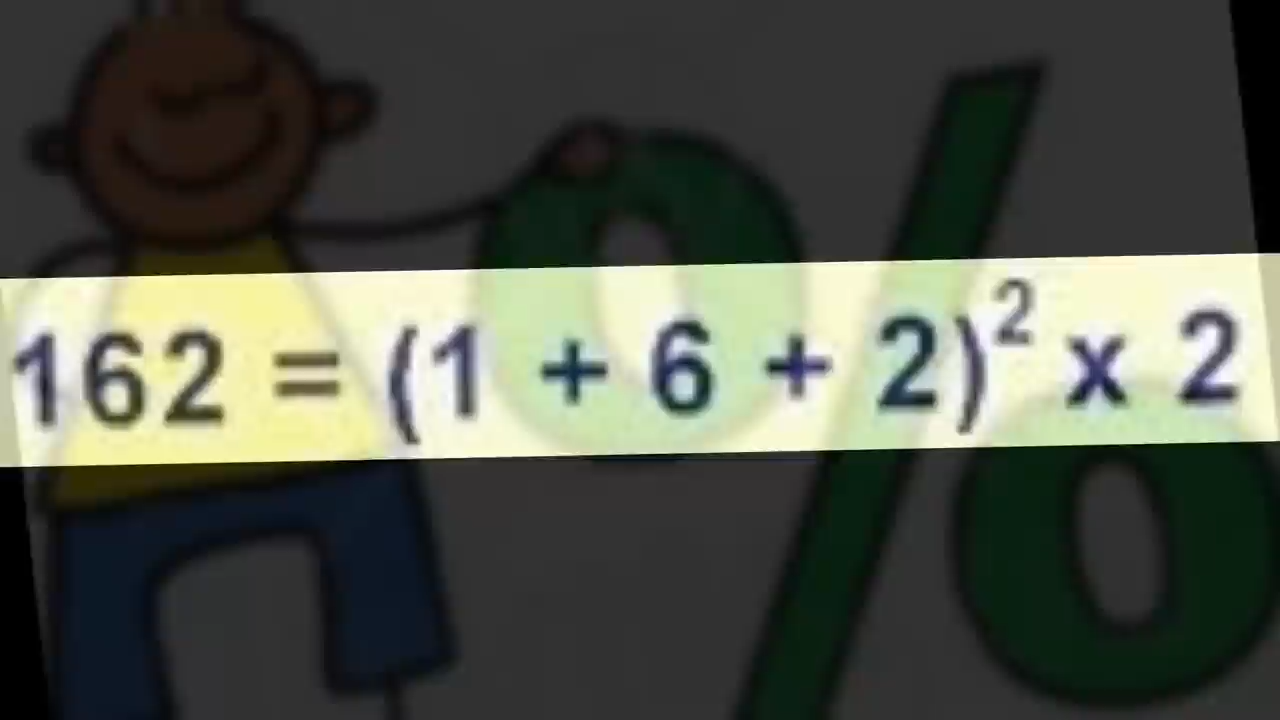 162 = (1 + 6 + 2)² x 2